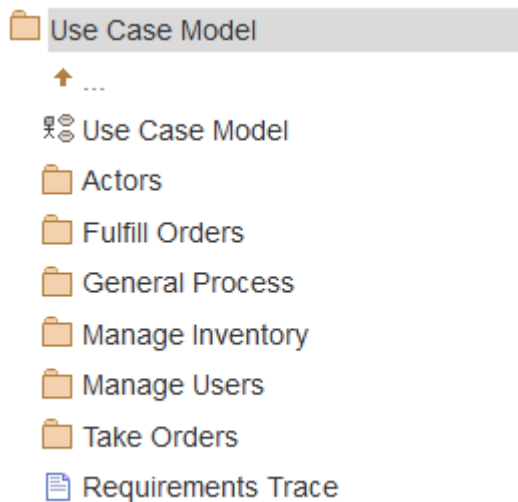 Use Case Model
...
Use Case Model
Actors
Fulfill Orders
General Process
Manage Inventory
Manage Users
Take Orders
Requirements Trace